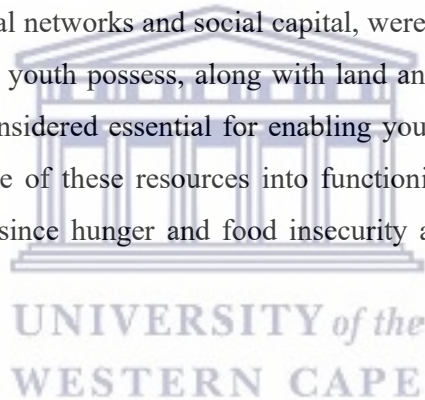 al networks and social capital, were
youth possess, along with land an
nsidered essential for enabling you
e of these resources into functioni
since hunger and food insecurity a
UNIVERSITY of the
WESTERN CAPE